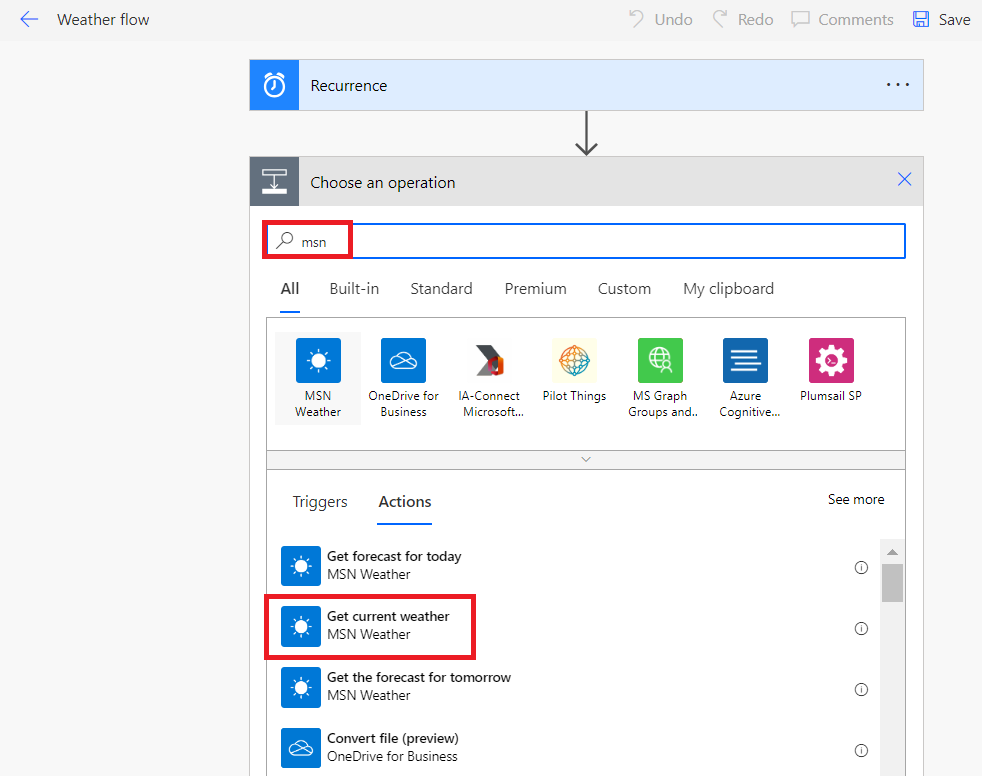 Weather flow
Undo
Redo
Comments
Save
Recurrence
Choose an operation
msn
All
Built-in
Standard
Premium
Custom
My clipboard
MSN
Weather
OneDrive for
Business
IA-Connect
Microsoft...
Pilot Things
MS Graph
Groups and..
Azure
Cognitive...
Plumsail SP
Triggers
Actions
See more
Get forecast for today
MSN Weather
Get current weather
MSN Weather
Get the forecast for tomorrow
MSN Weather
Convert file (preview)
OneDrive for Business